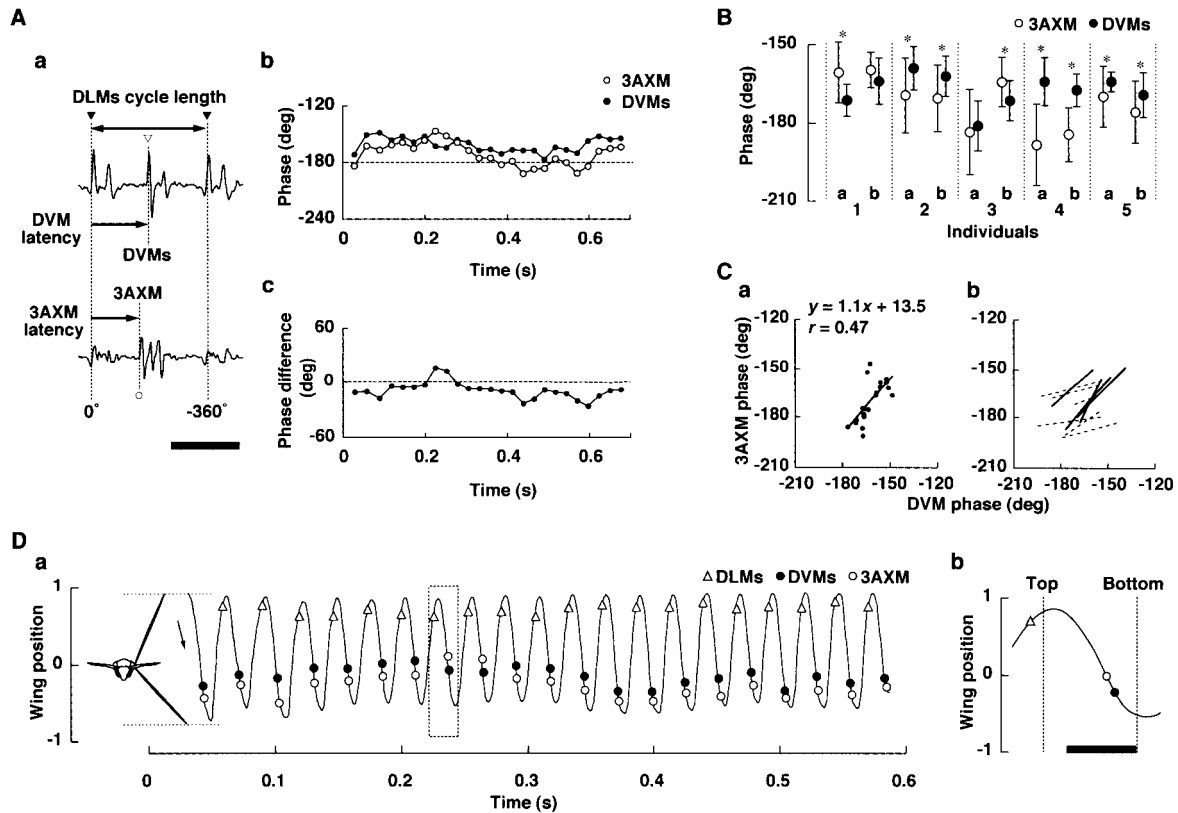 A
a
DLMs cycle length
DVM
latency
DVMs
3AXM
3AXM
latency
0°
-360°
b
3AXM
DVMs
Phase (deg)
-120
-180
-240
0
0.2
0.4
0.6
Time (s)
c
Phase difference
(deg)
60
0
-60
0
0.2
0.4
0.6
Time (s)
B
3AXM
DVMs
Phase (deg)
-150
-180
-210
* * * * * * * *
a b a b a b a b a b
1 2 3 4 5
Individuals
C
a
y = 1.1x + 13.5
r = 0.47
3AXM phase (deg)
-120
-150
-180
-210
-210 -180 -150 -120
b
-120
-150
-180
-210
-210 -180 -150 -120
DVM phase (deg)
D
a
DLMs
DVMs
3AXM
Wing position
1
0
-1
0
0.1
0.2
0.3
0.4
0.5
0.6
Time (s)
b
Top
Bottom
Wing position
1
0
-1